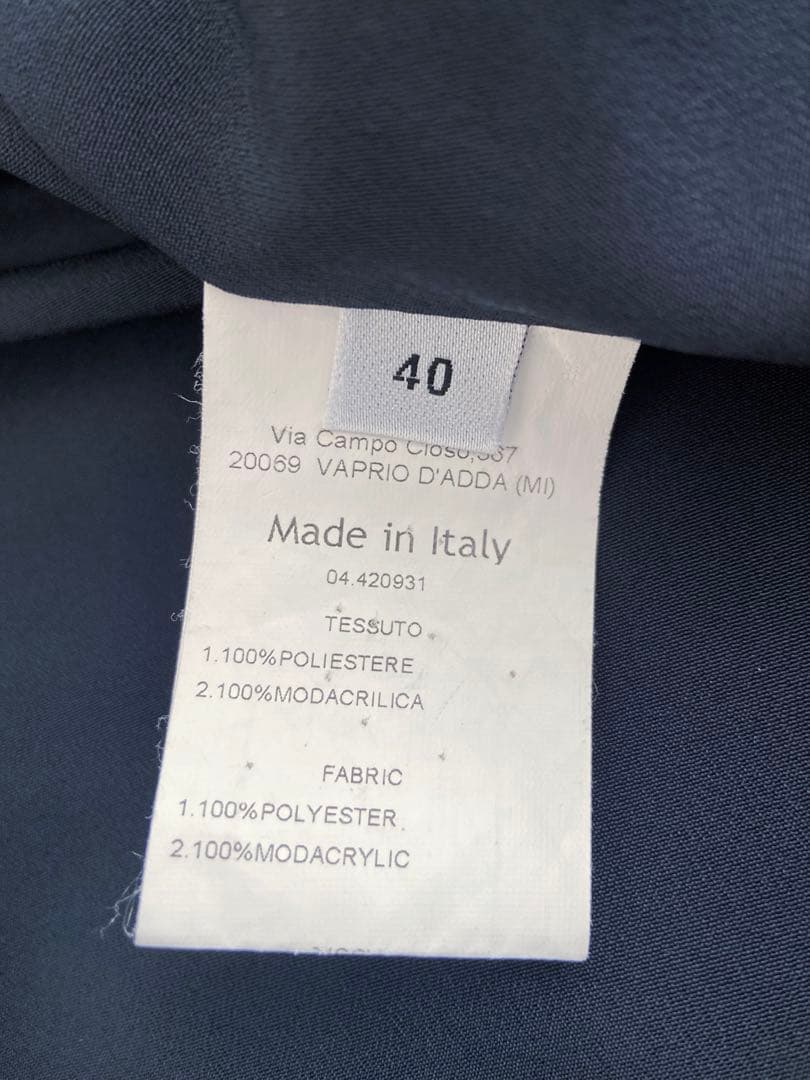 40
Via Campo Cioso,367
20069 VAPRIO D'ADDA (MI)
Made in Italy
04.420931
TESSUTO
1.100%POLIESTERE
2.100%MODACRILICA
FABRIC
1.100%POLYESTER
2.100%MODACRYLIC